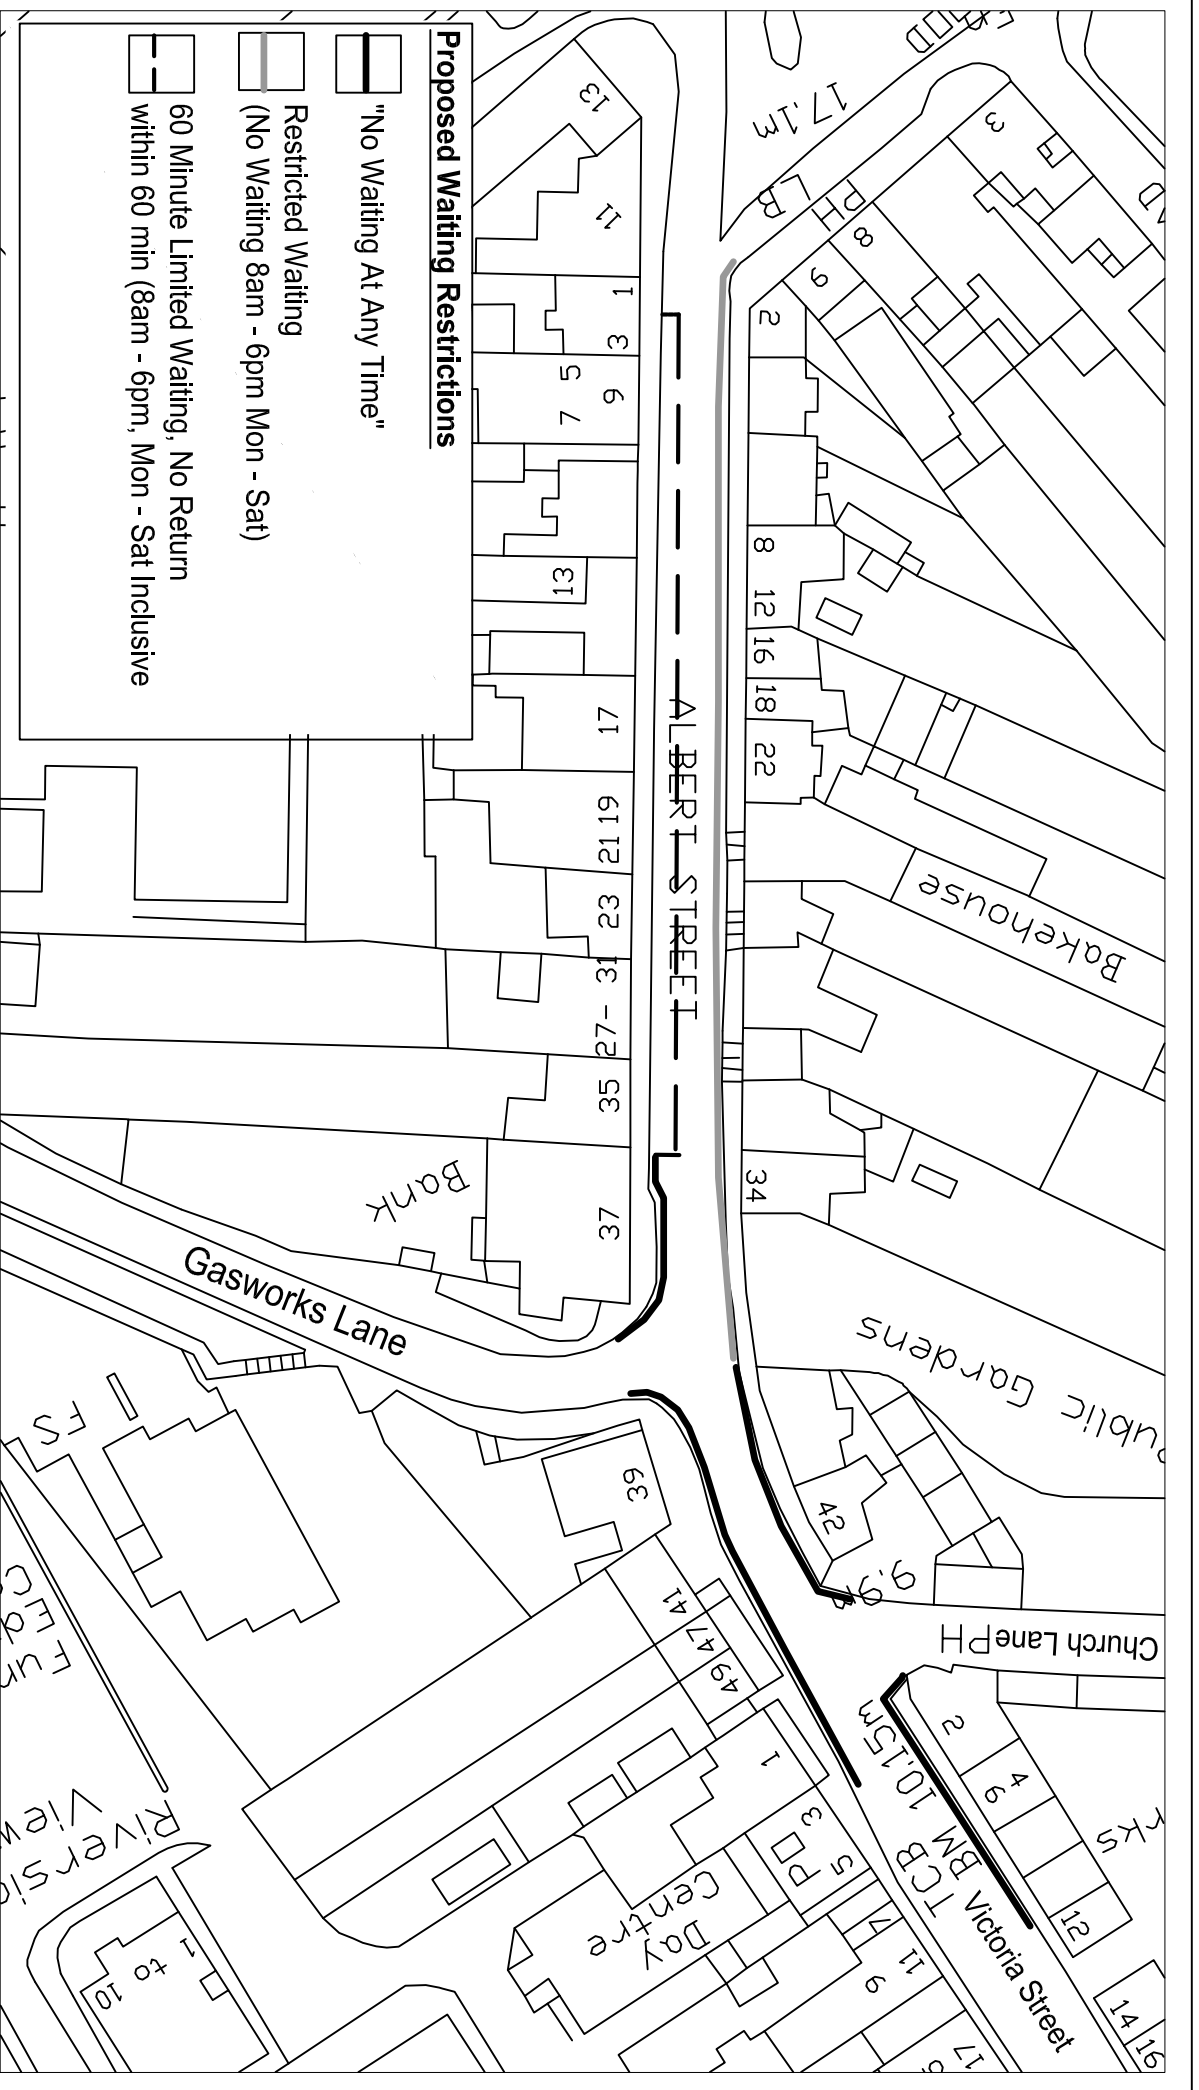 Proposed Waiting Restrictions
"No Waiting At Any Time"
Restricted Waiting
(No Waiting 8am - 6pm Mon - Sat)
60 Minute Limited Waiting, No Return
within 60 min (8am - 6pm, Mon - Sat Inclusive
ALBERT STREET
Gasworks Lane
Church Lane
Victoria Street
Bank
Bakehouse
Public Gardens
PH
LB
17.1m
3
8
6
2
8
12
16
18
22
34
42
13
11
1
3
5
7
9
13
17
19
21
23
27- 31
35
37
39
41
47
49
1
3
5
7
9
11
17
PO
Day
Centre
FS
1
to
10
PH
10.15m
BM
TCB
2
4
6
12
14
16